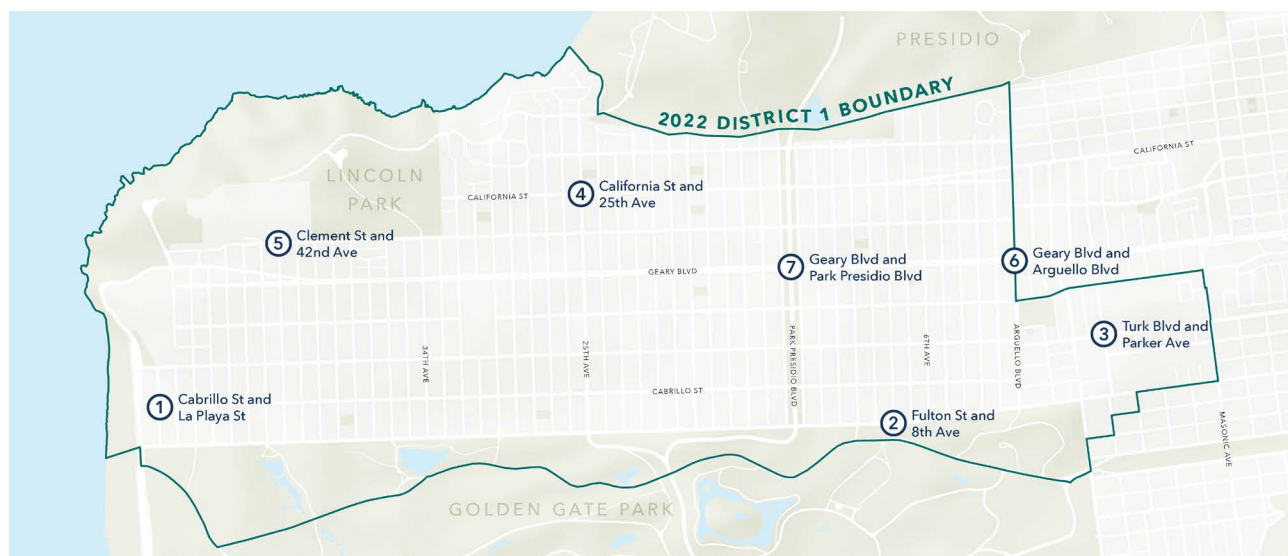 PRESIDIO
2022 DISTRICT 1 BOUNDARY
CALIFORNIA ST
LINCOLN
PARK
CALIFORNIA ST
4
California St and
25th Ave
5
Clement St and
42nd Ave
GEARY BLVD
7
Geary Blvd and
Park Presidio Blvd
6
Geary Blvd and
Arguello Blvd
3
Turk Blvd and
Parker Ave
34TH AVE
25TH AVE
PARK PRESIDIO BLVD
6TH AVE
ARGUELLO BLVD
CABRILLO ST
1
Cabrillo St and
La Playa St
2
Fulton St and
8th Ave
MASONIC AVE
GOLDEN GATE PARK